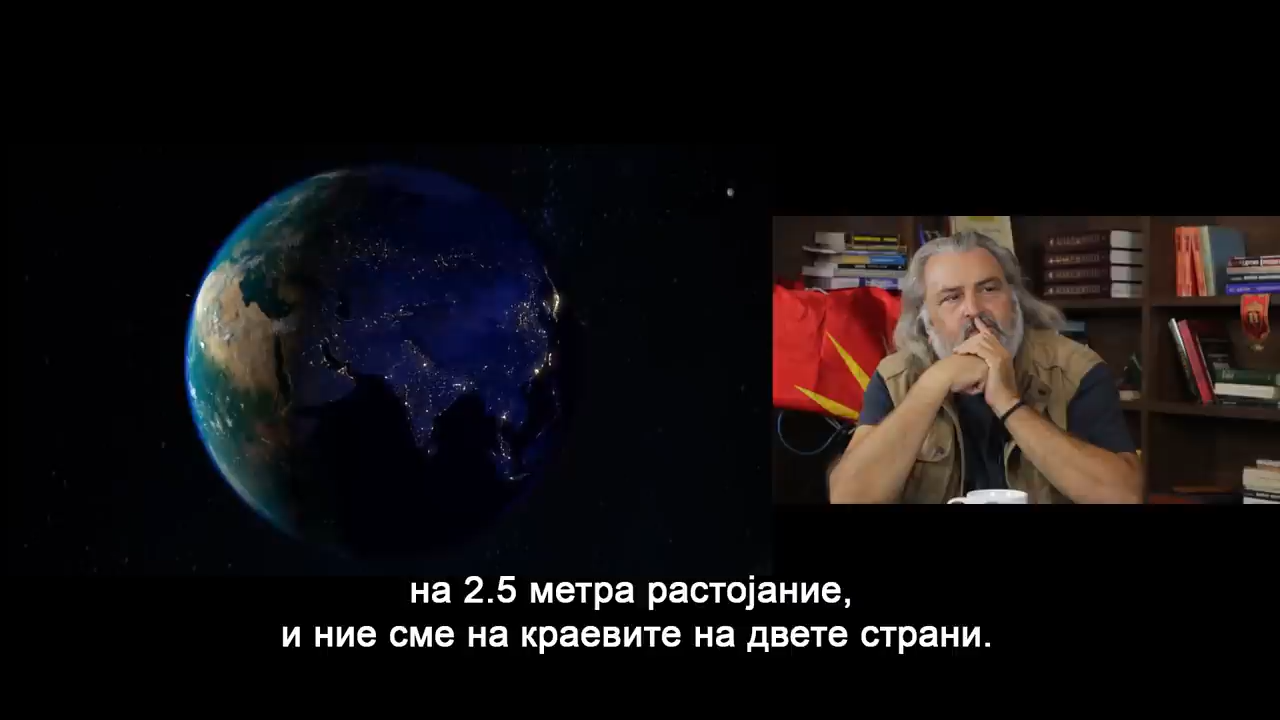 на 2.5 метра растојание,
и ние сме на краевите на двете страни.